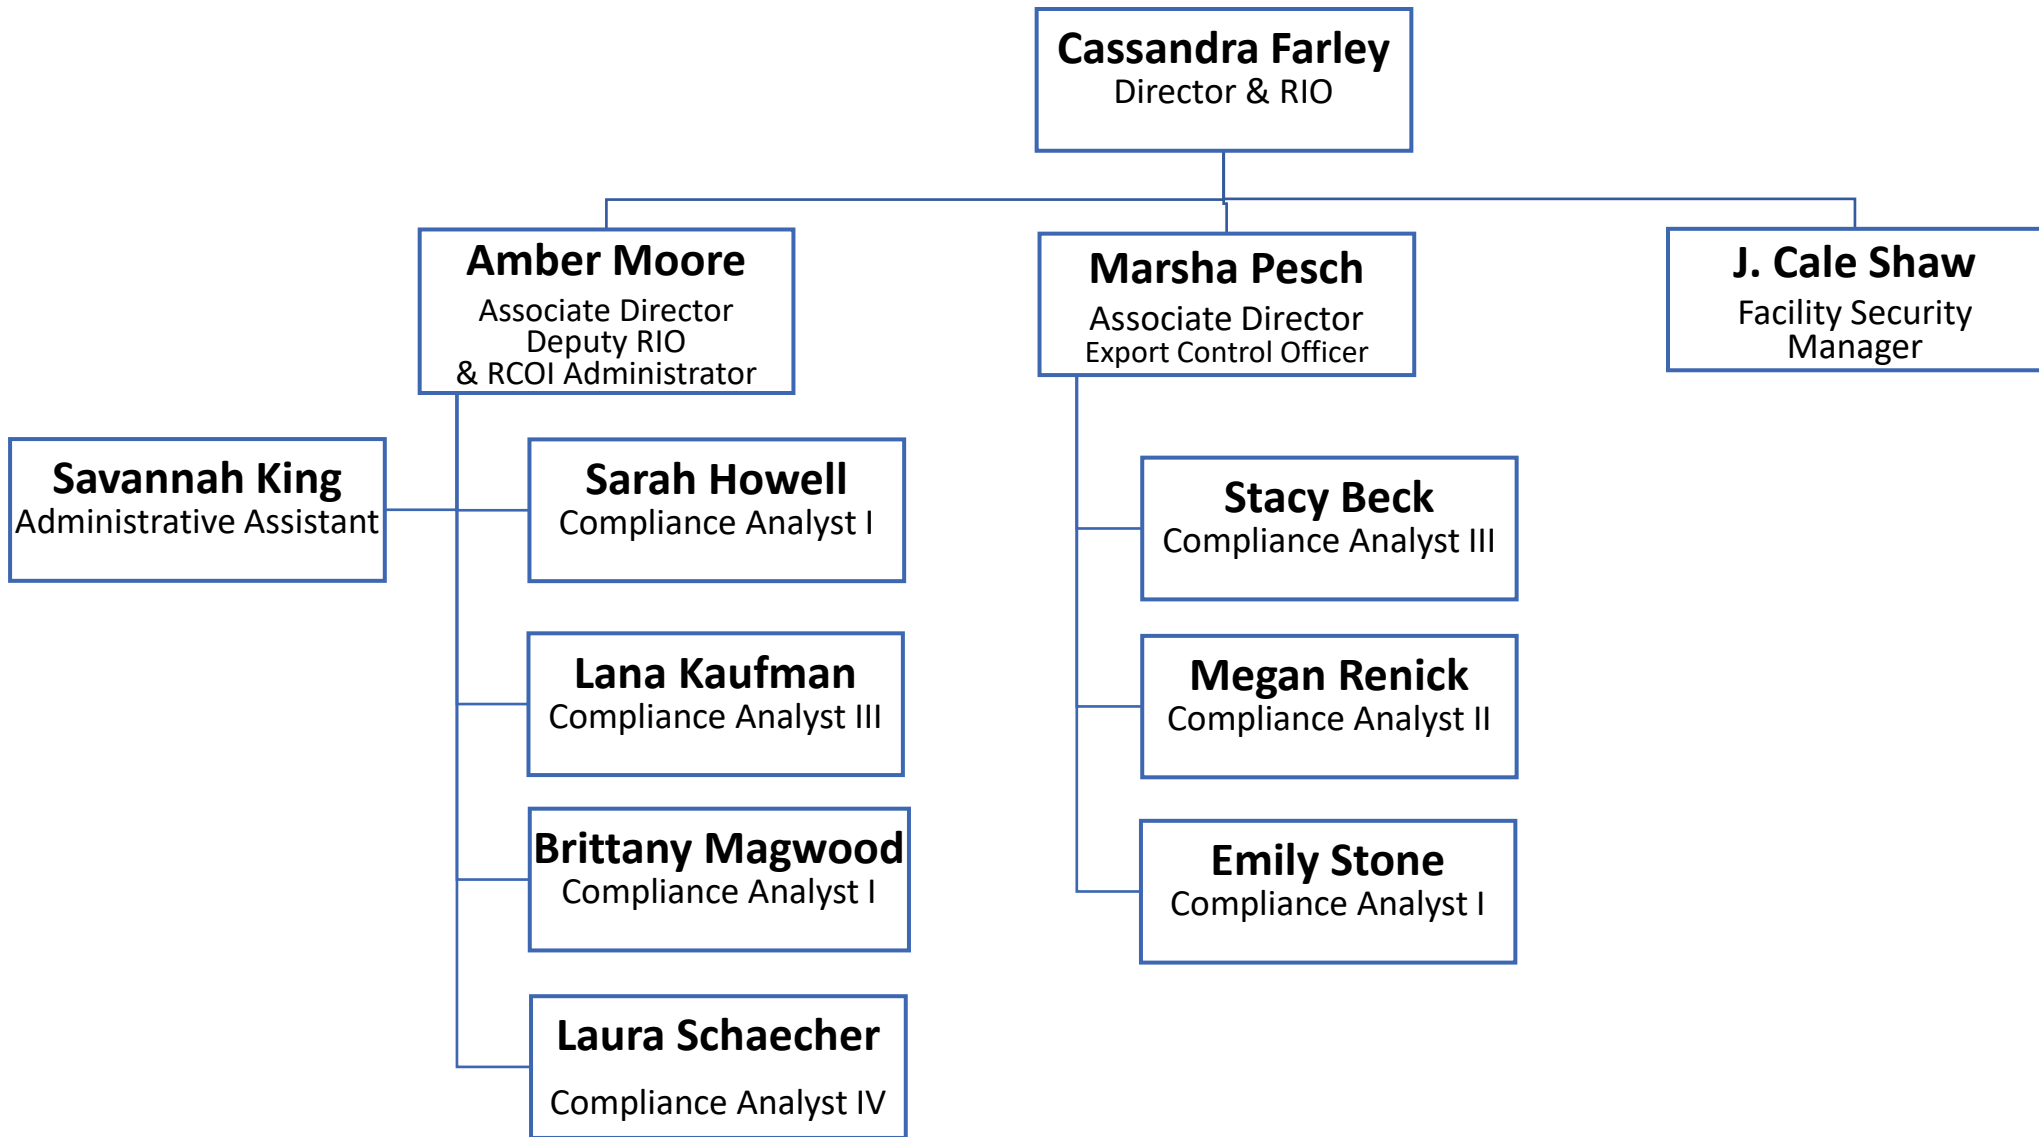 Cassandra Farley
Director & RIO
Amber Moore
Associate Director
Deputy RIO
& RCOI Administrator
Marsha Pesch
Associate Director
Export Control Officer
J. Cale Shaw
Facility Security
Manager
Savannah King
Administrative Assistant
Sarah Howell
Compliance Analyst I
Lana Kaufman
Compliance Analyst III
Brittany Magwood
Compliance Analyst I
Laura Schaecher
Compliance Analyst IV
Stacy Beck
Compliance Analyst III
Megan Renick
Compliance Analyst II
Emily Stone
Compliance Analyst I